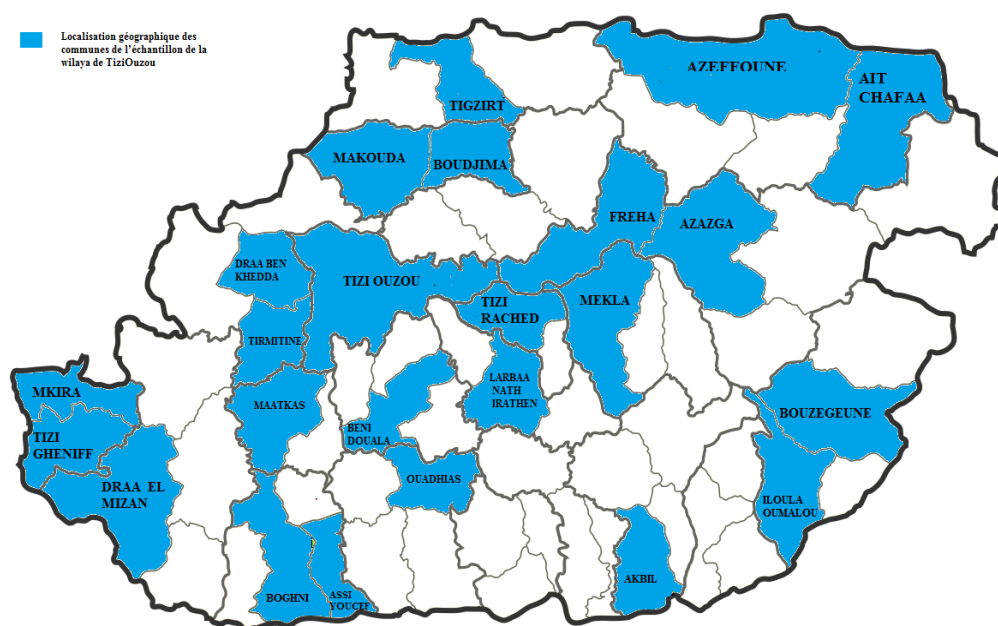 Localisation géographique des
communes de l'échantillon de la
wilaya de TiziOuzou
AZEFFOUNE
AIT
CHAFAA
TIGZIRT
MAKOUDA
BOUDJIMA
FREHA
AZAZGA
DRAA BEN
KHEDDA
TIZI OUZOU
TIZI
RACHED
MEKLA
TIRMITINE
MKIRA
MAATKAS
LARBAA
NATH
IRATHEN
BOUZEGEUNE
BENI
DOUALA
TIZI
GHENIFF
OUADHIAS
DRAA EL
MIZAN
ILOULA
OUMALOU
AKBIL
BOGHNI
ASSI
YOUCEF